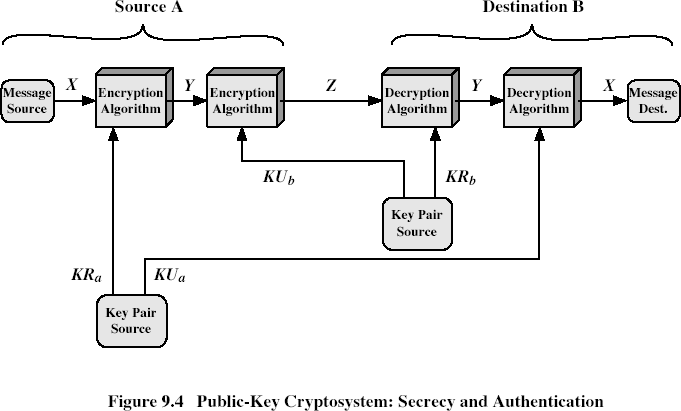 Source A
Destination B
Message
Source
X
Encryption
Algorithm
Y
Encryption
Algorithm
Z
Decryption
Algorithm
Y
Decryption
Algorithm
X
Message
Dest.
KUb
KRb
Key Pair
Source
KRa
KUa
Key Pair
Source
Figure 9.4 Public-Key Cryptosystem: Secrecy and Authentication